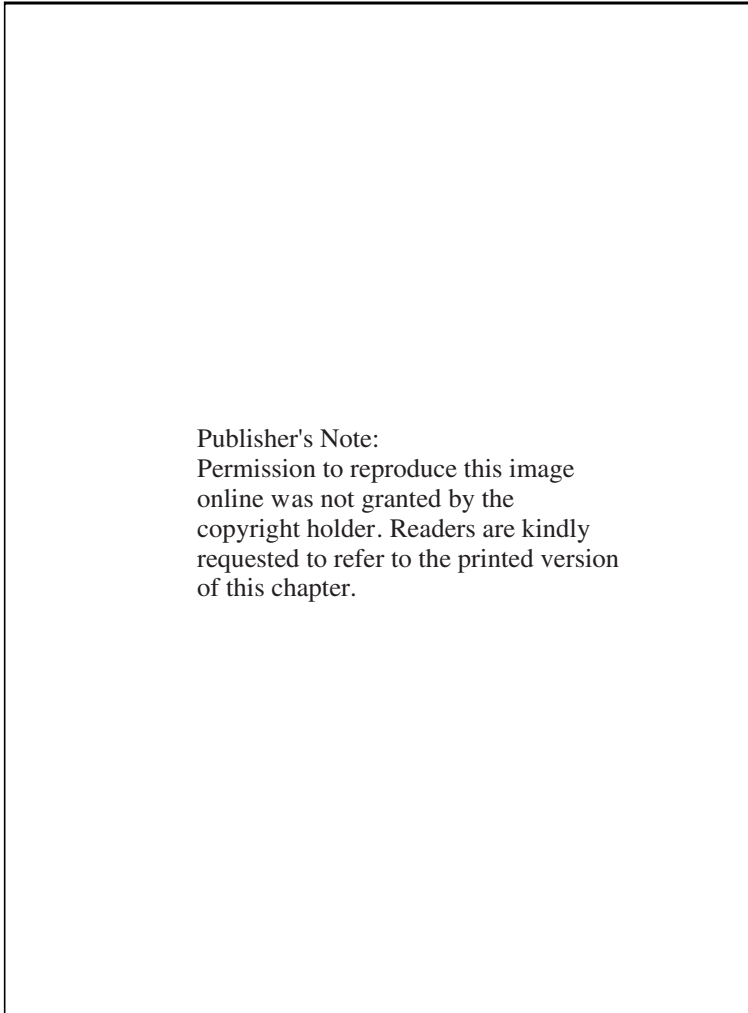 Publisher's Note:
Permission to reproduce this image
online was not granted by the
copyright holder. Readers are kindly
requested to refer to the printed version
of this chapter.